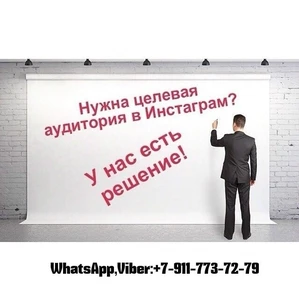 Нужна целевая
аудитория в Инстаграм?
У нас есть
решение!
WhatsApp,Viber:+7-911-773-72-79